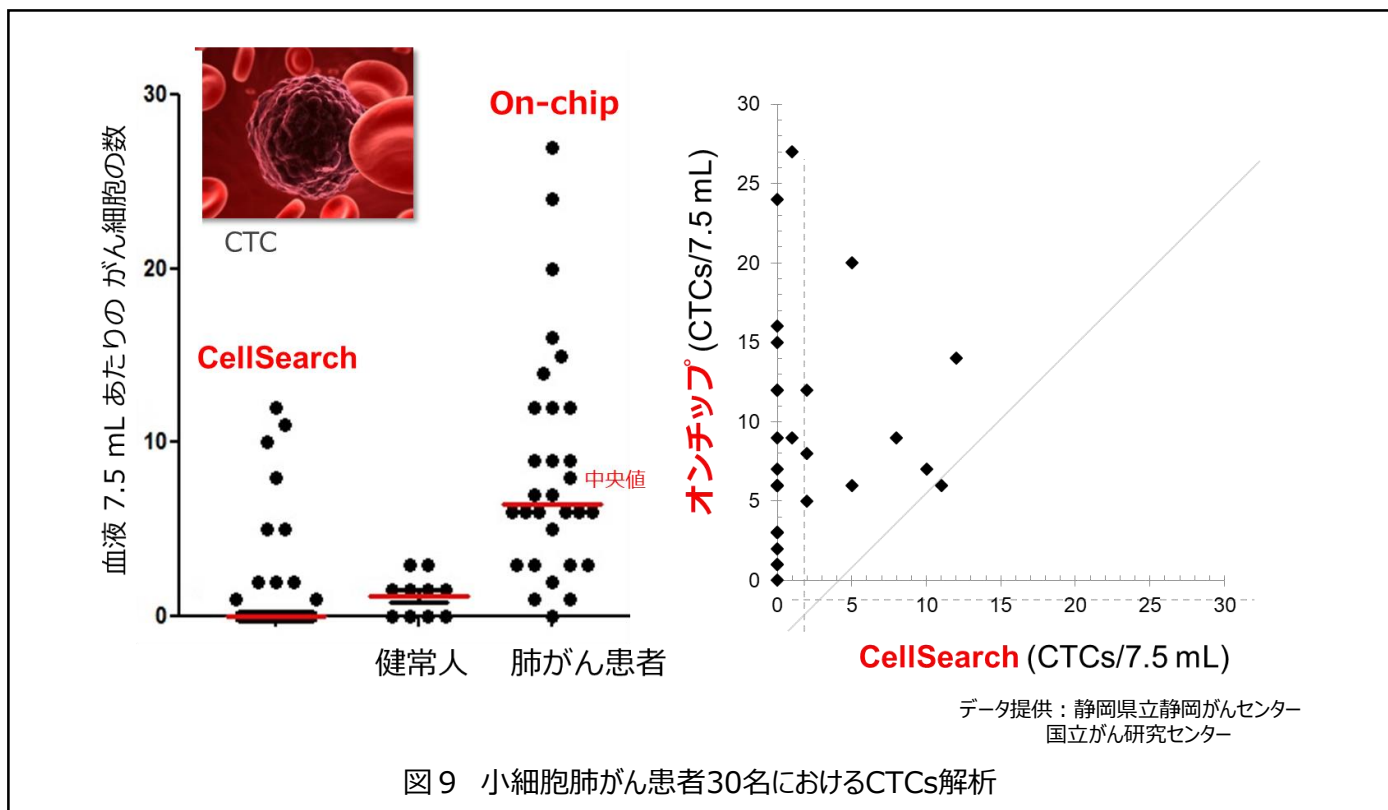 血液 7.5 mL あたりの がん細胞の数
30
20
10
0
CTC
CellSearch
On-chip
中央値
健常人
肺がん患者
オンチップ (CTCs/7.5 mL)
30
25
20
15
10
5
0
0 5 10 15 20 25 30
CellSearch (CTCs/7.5 mL)
データ提供：静岡県立静岡がんセンター
国立がん研究センター
図９ 小細胞肺がん患者30名におけるCTCs解析